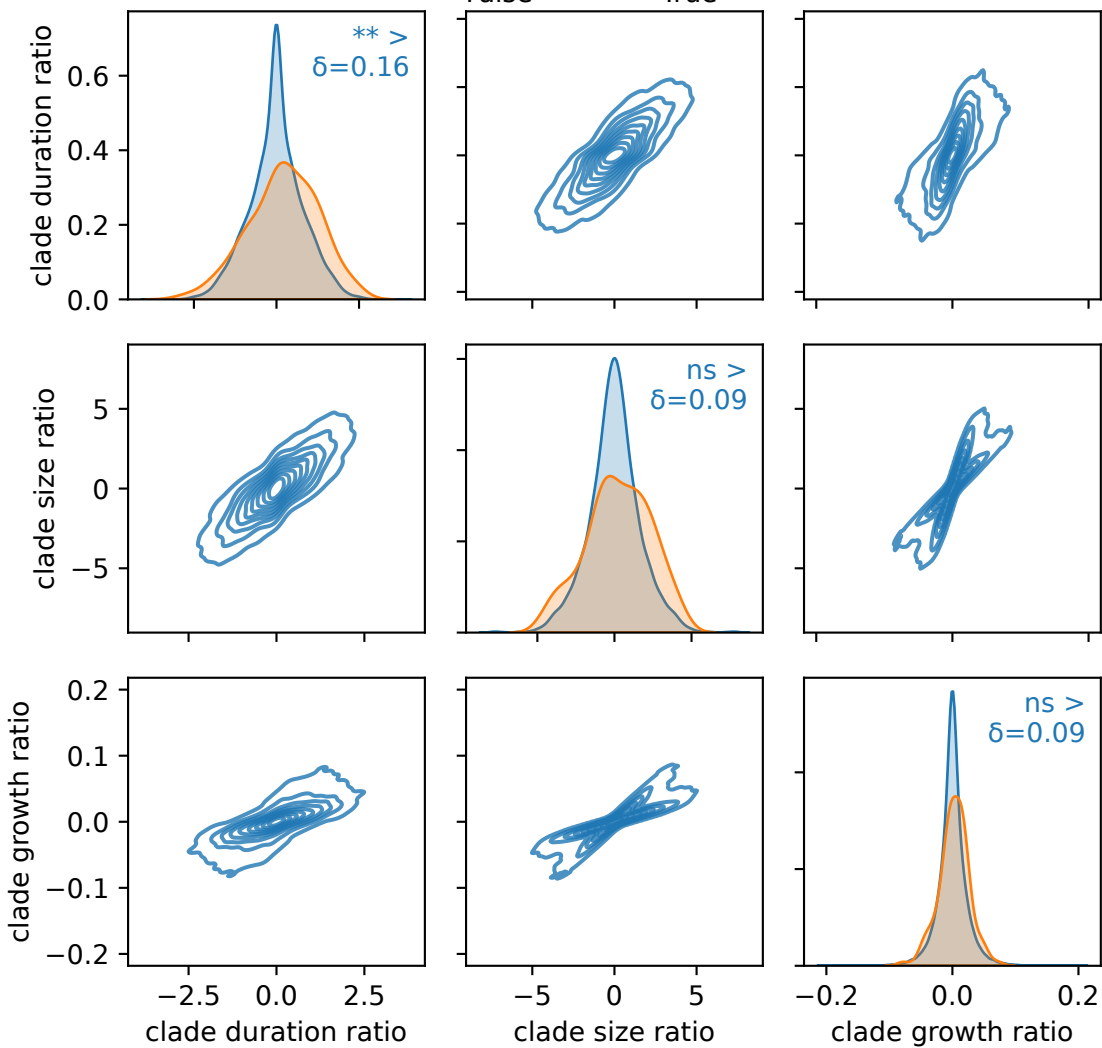 False True
clade duration ratio
0.6
0.4
0.2
0.0
** >
δ=0.16
clade size ratio
5
0
−5
ns >
δ=0.09
clade growth ratio
0.2
0.1
0.0
−0.1
−0.2
ns >
δ=0.09
−2.5 0.0 2.5
−5 0 5
−0.2 0.0 0.2
clade duration ratio
clade size ratio
clade growth ratio